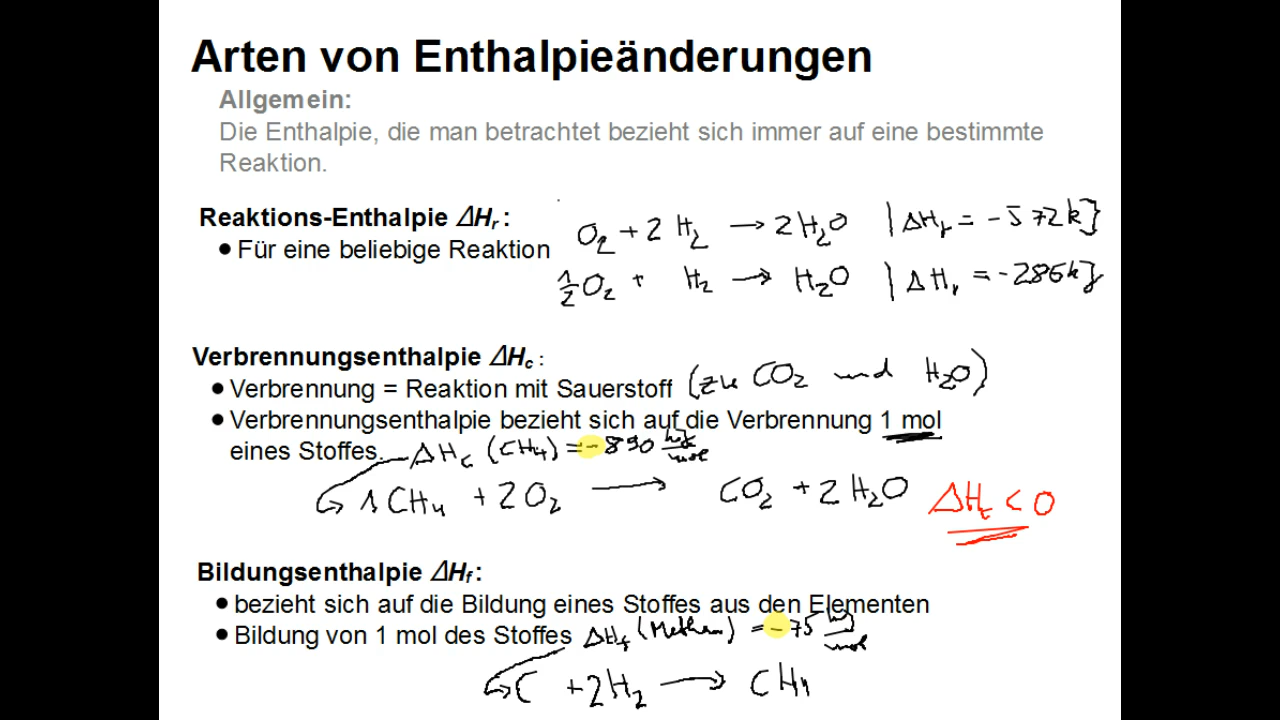 Arten von Enthalpieänderungen
Allgemein:
Die Enthalpie, die man betrachtet bezieht sich immer auf eine bestimmte
Reaktion.
Reaktions-Enthalpie ΔHr:
O2 + 2 H2 → 2 H2O | ΔHr = -572 kJ
• Für eine beliebige Reaktion
1/2 O2 + H2 → H2O | ΔHr = -286 kJ
Verbrennungsenthalpie ΔHc:
• Verbrennung = Reaktion mit Sauerstoff (zu CO2 und H2O)
• Verbrennungsenthalpie bezieht sich auf die Verbrennung 1 mol
eines Stoffes. ΔHc (CH4) = -890 kJ/mol
1 CH4 + 2 O2 → CO2 + 2 H2O ΔHc < 0
Bildungsenthalpie ΔHf:
• bezieht sich auf die Bildung eines Stoffes aus den Elementen
• Bildung von 1 mol des Stoffes ΔHf (Methan) = -75 kJ/mol
C + 2 H2 → CH4